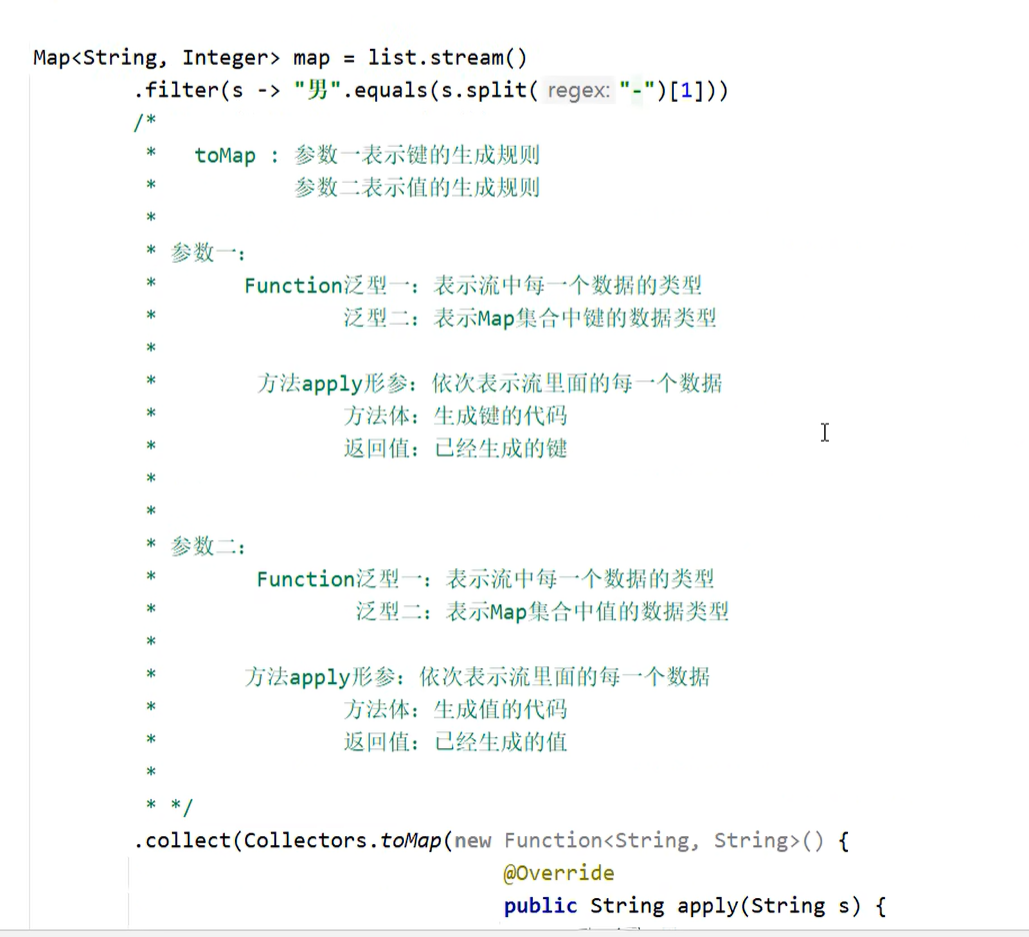 Map<String, Integer> map = list.stream()
.filter(s -> "男".equals(s.split( regex: "-")[1]))
/*
* toMap : 参数一表示键的生成规则
* 参数二表示值的生成规则
*
* 参数一：
* Function泛型一：表示流中每一个数据的类型
* 泛型二：表示Map集合中键的数据类型
*
* 方法apply形参：依次表示流里面的每一个数据
* 方法体：生成键的代码
* 返回值：已经生成的键
*
*
* 参数二：
* Function泛型一：表示流中每一个数据的类型
* 泛型二：表示Map集合中值的数据类型
*
* 方法apply形参：依次表示流里面的每一个数据
* 方法体：生成值的代码
* 返回值：已经生成的值
*
* */
.collect(Collectors.toMap(new Function<String, String>() {
@Override
public String apply(String s) {